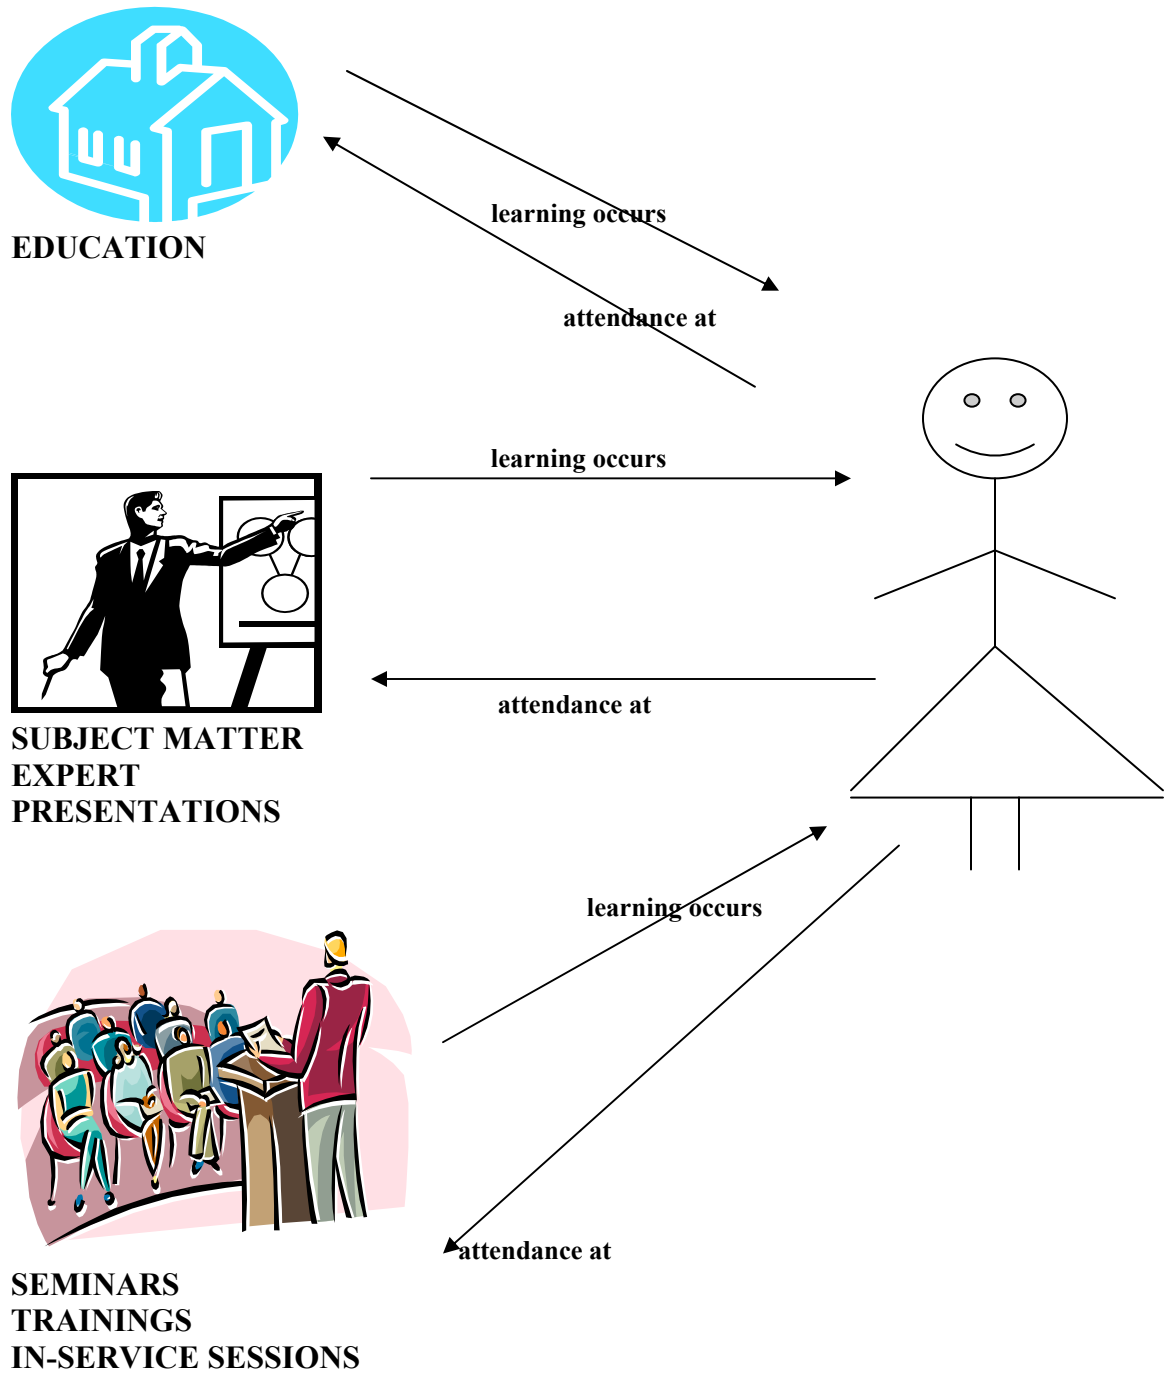 learning occurs
EDUCATION
attendance at
learning occurs
attendance at
SUBJECT MATTER
EXPERT
PRESENTATIONS
learning occurs
attendance at
SEMINARS
TRAININGS
IN-SERVICE SESSIONS